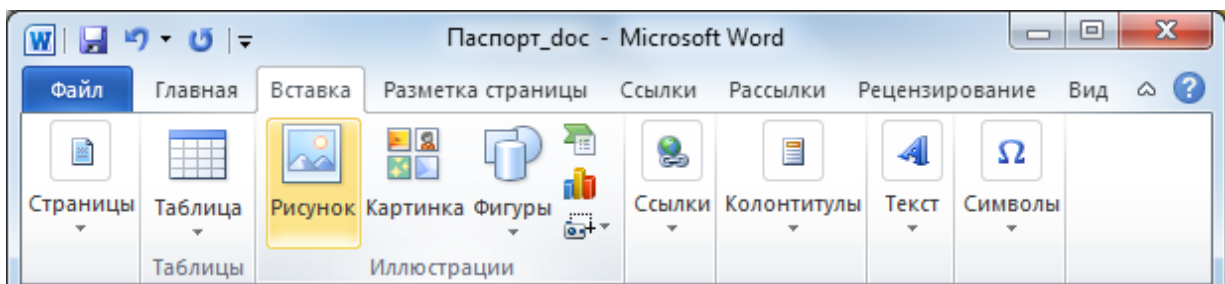 Паспорт_doc - Microsoft Word
Файл Главная Вставка Разметка страницы Ссылки Рассылки Рецензирование Вид
Страницы Таблица Рисунок Картинка Фигуры Ссылки Колонтитулы Текст Символы
Таблицы Иллюстрации